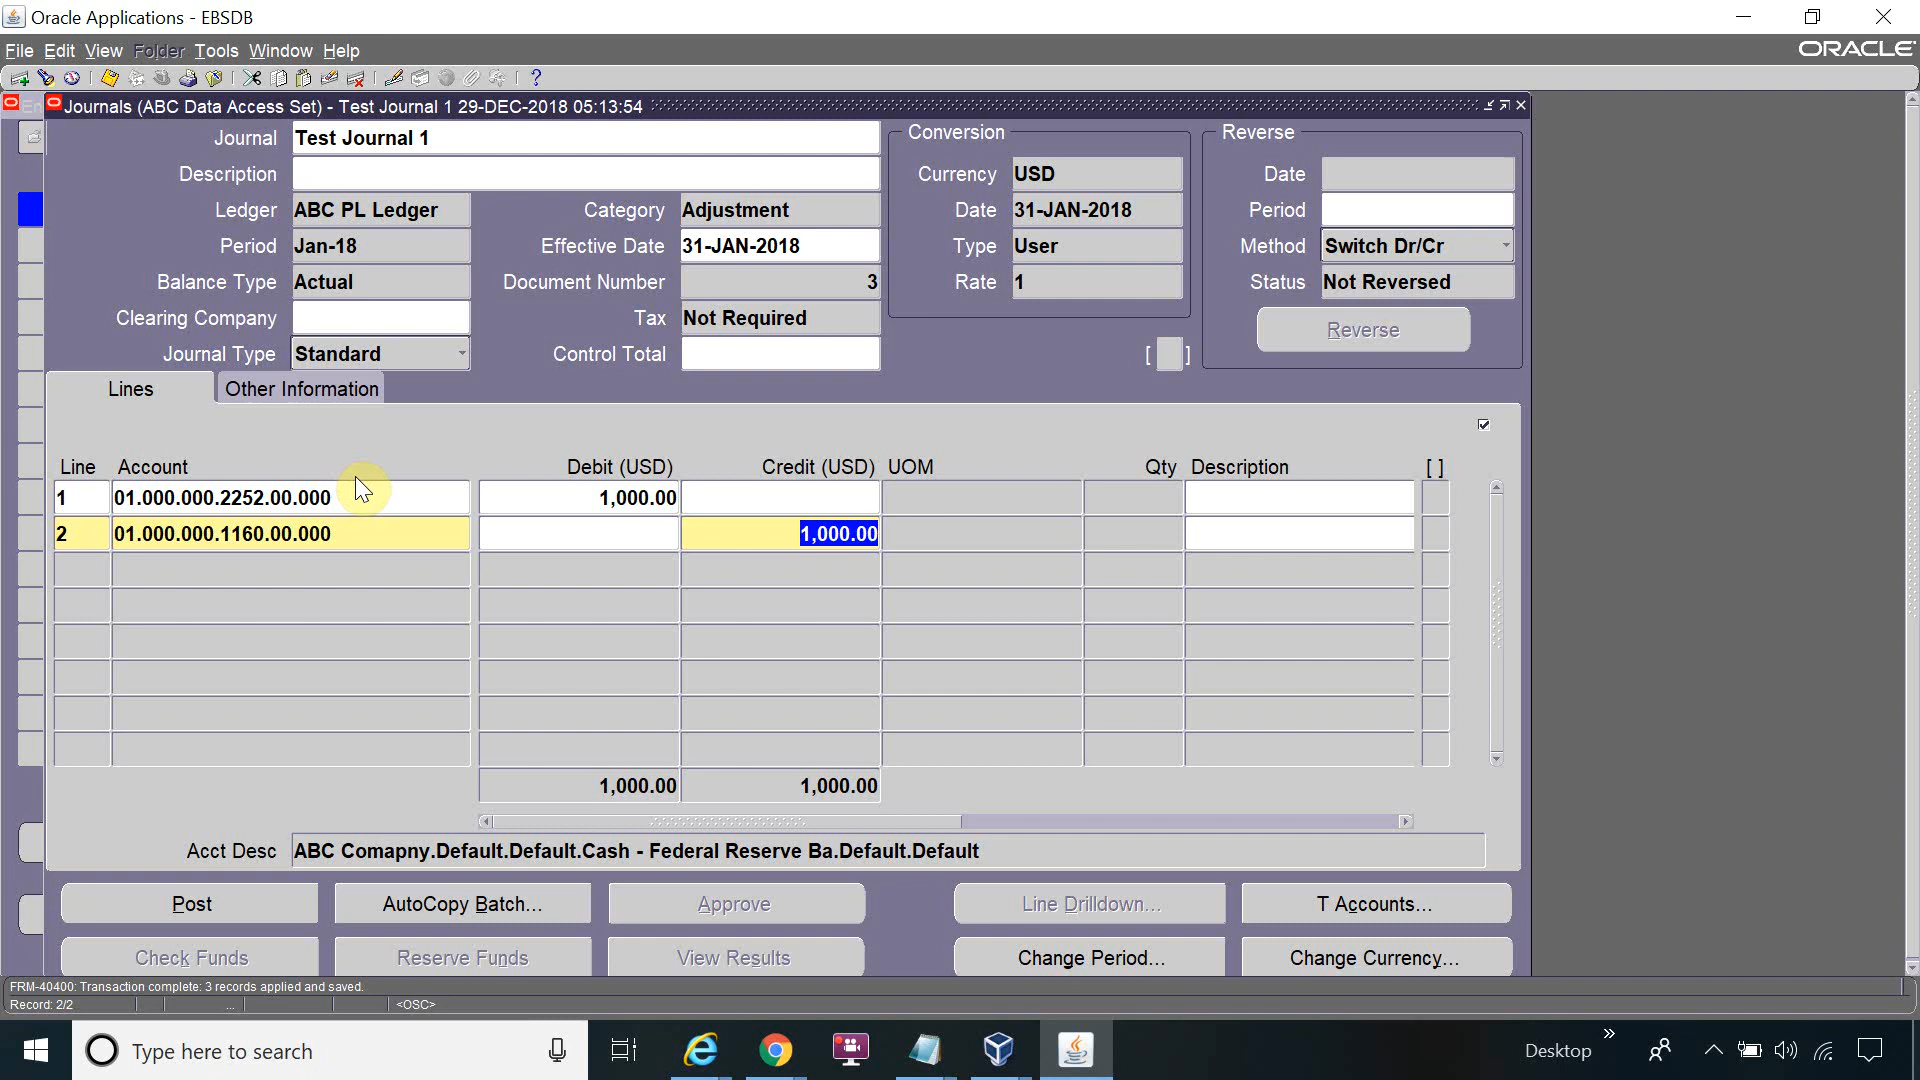 Oracle Applications - EBSDB
File Edit View Folder Tools Window Help
ORACLE
Journals (ABC Data Access Set) - Test Journal 1 29-DEC-2018 05:13:54
Journal Test Journal 1
Description
Ledger ABC PL Ledger Category Adjustment
Period Jan-18 Effective Date 31-JAN-2018
Balance Type Actual Document Number 3
Clearing Company Tax Not Required
Journal Type Standard Control Total
Conversion
Currency USD
Date 31-JAN-2018
Type User
Rate 1
[ ]
Reverse
Date
Period
Method Switch Dr/Cr
Status Not Reversed
Reverse
Lines Other Information
Line Account Debit (USD) Credit (USD) UOM Qty Description [ ]
1 01.000.000.2252.00.000 1,000.00
2 01.000.000.1160.00.000 1,000.00
1,000.00 1,000.00
Acct Desc ABC Comapny.Default.Default.Cash - Federal Reserve Ba.Default.Default
Post AutoCopy Batch... Approve Line Drilldown... T Accounts...
Check Funds Reserve Funds View Results Change Period... Change Currency...
FRM-40400: Transaction complete: 3 records applied and saved.
Record: 2/2 ... <OSC>
Type here to search Desktop